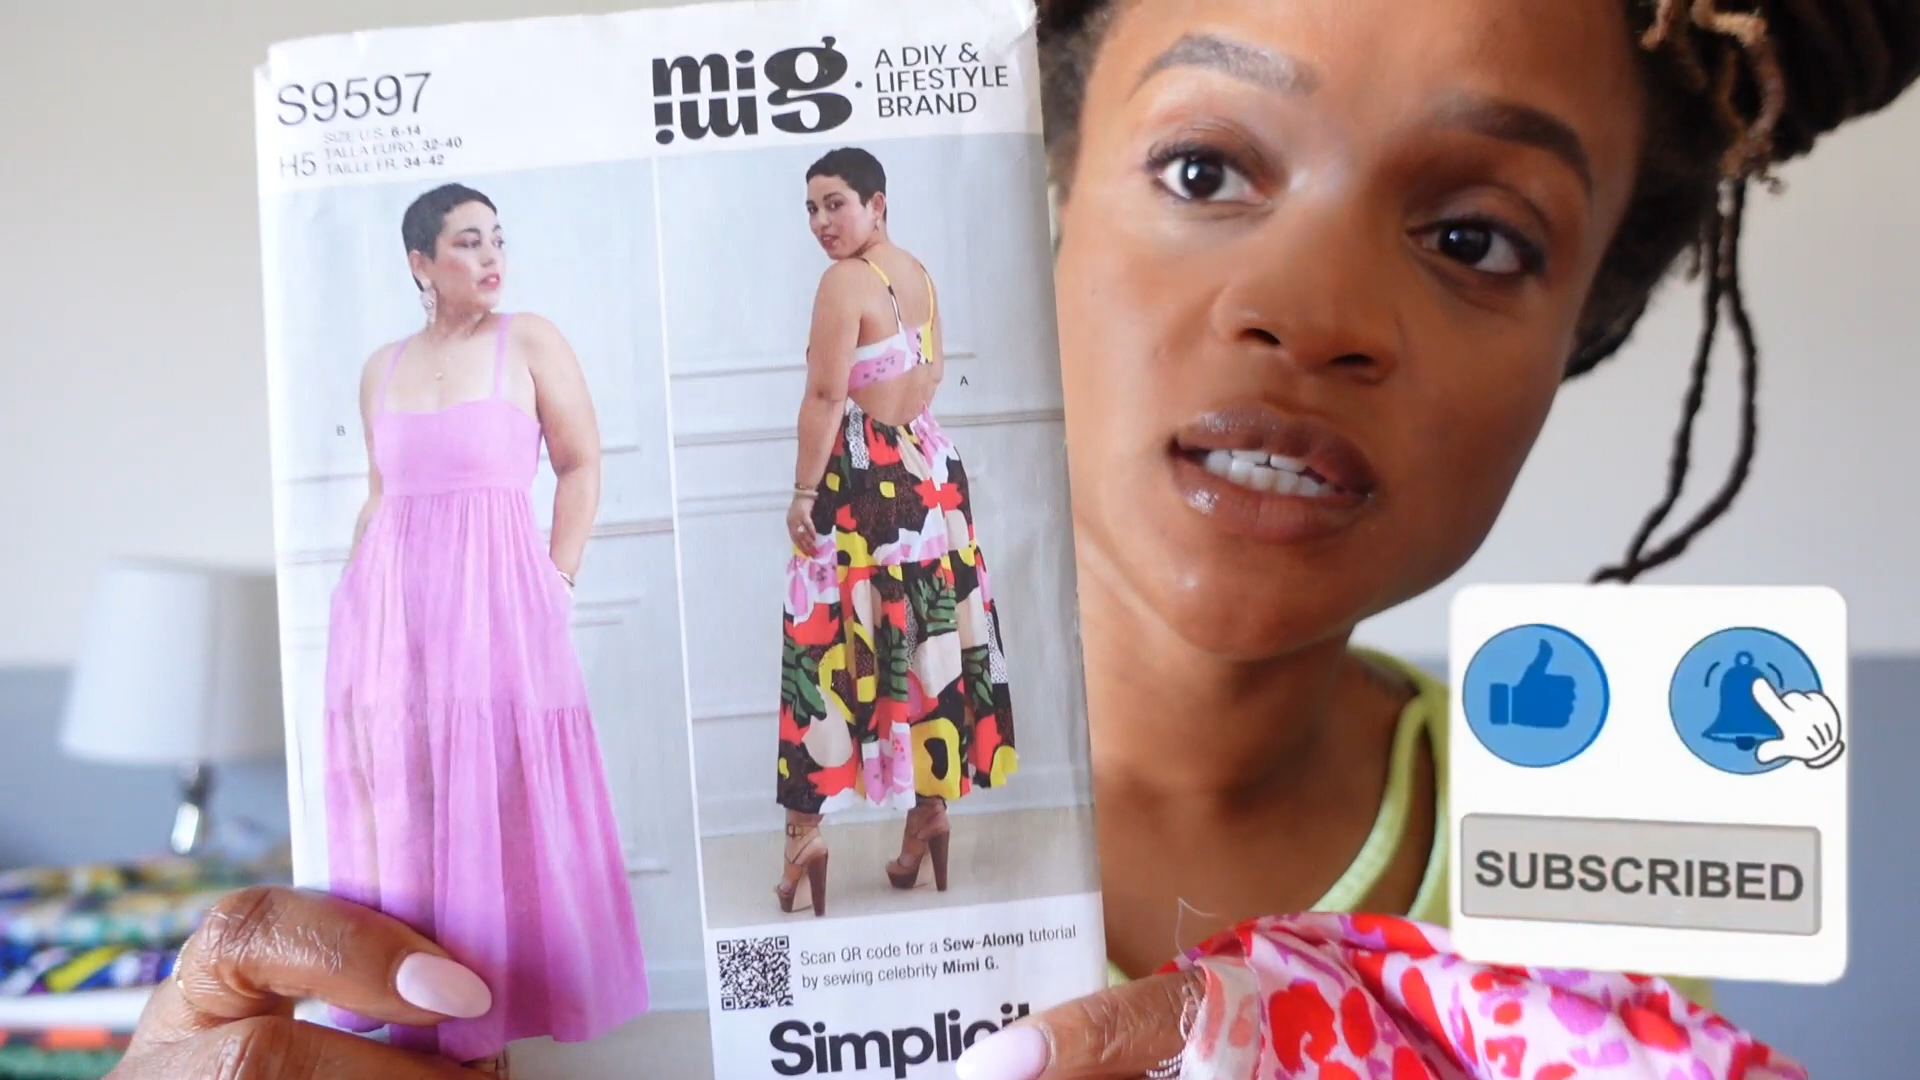 S9597
H5
SIZE U.S. 6-14
TALLA EURO. 32-40
TAILLE FR. 34-42
mig.
A DIY &
LIFESTYLE
BRAND
B
A
Scan QR code for a Sew-Along tutorial
by sewing celebrity Mimi G.
SUBSCRIBED